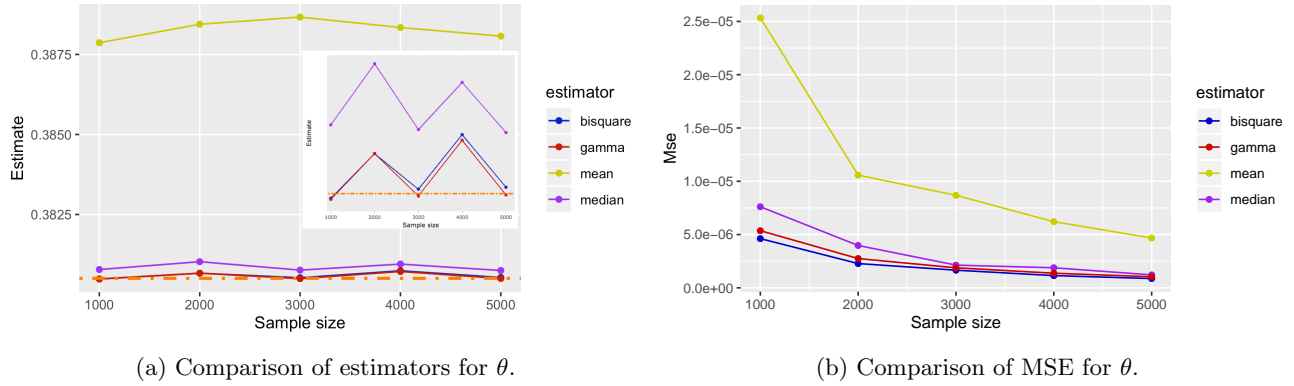 0.3875
0.3850
0.3825
Estimate
1000
2000
3000
4000
5000
Sample size
Estimate
1000
2000
3000
4000
5000
Sample size
estimator
bisquare
gamma
mean
median
(a) Comparison of estimators for θ.
2.5e−05
2.0e−05
1.5e−05
1.0e−05
5.0e−06
0.0e+00
Mse
1000
2000
3000
4000
5000
Sample size
estimator
bisquare
gamma
mean
median
(b) Comparison of MSE for θ.